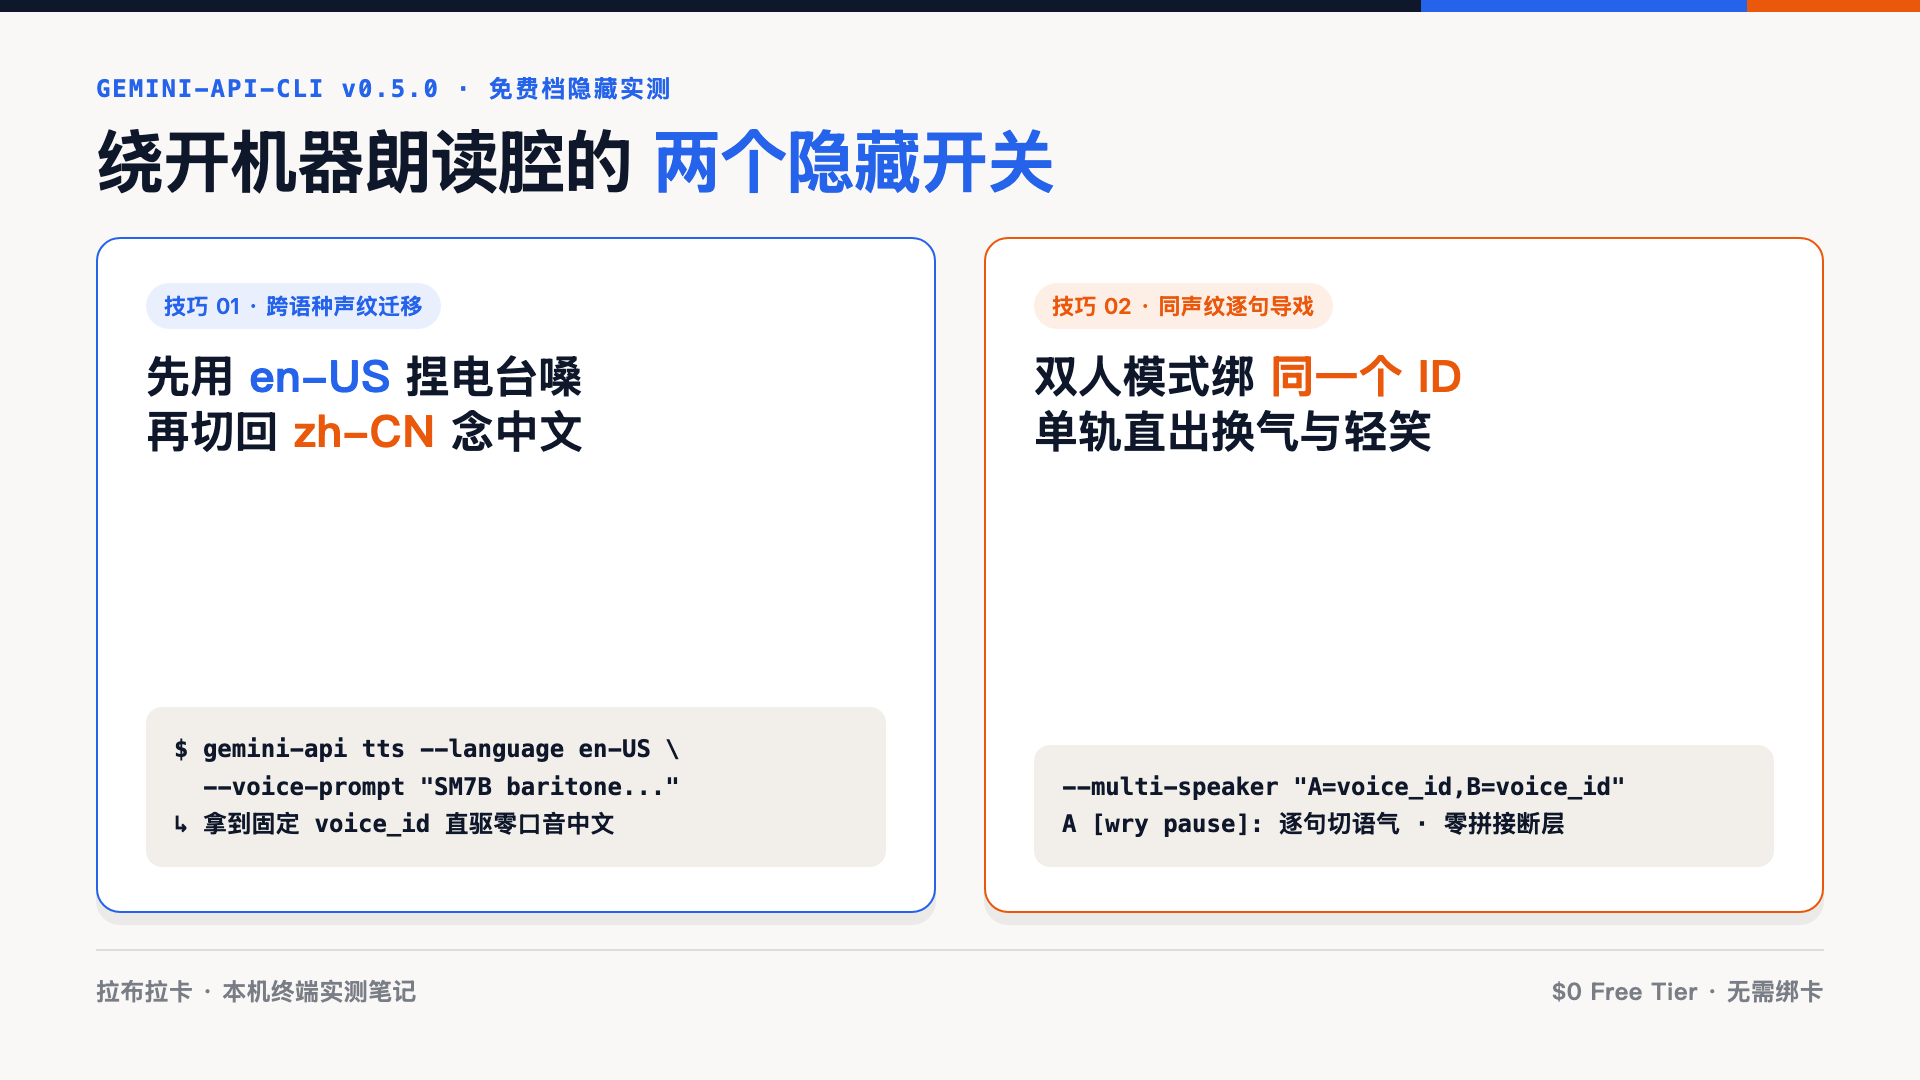 GEMINI-API-CLI v0.5.0 · 免费档隐藏实测
绕开机器朗读腔的 两个隐藏开关
技巧 01 · 跨语种声纹迁移
先用 en-US 捏电台嗓
再切回 zh-CN 念中文
$ gemini-api tts --language en-US \
--voice-prompt "SM7B baritone..."
↳ 拿到固定 voice_id 直驱零口音中文
技巧 02 · 同声纹逐句导戏
双人模式绑 同一个 ID
单轨直出换气与轻笑
--multi-speaker "A=voice_id,B=voice_id"
A [wry pause]: 逐句切语气 · 零拼接断层
拉布拉卡 · 本机终端实测笔记
$0 Free Tier · 无需绑卡